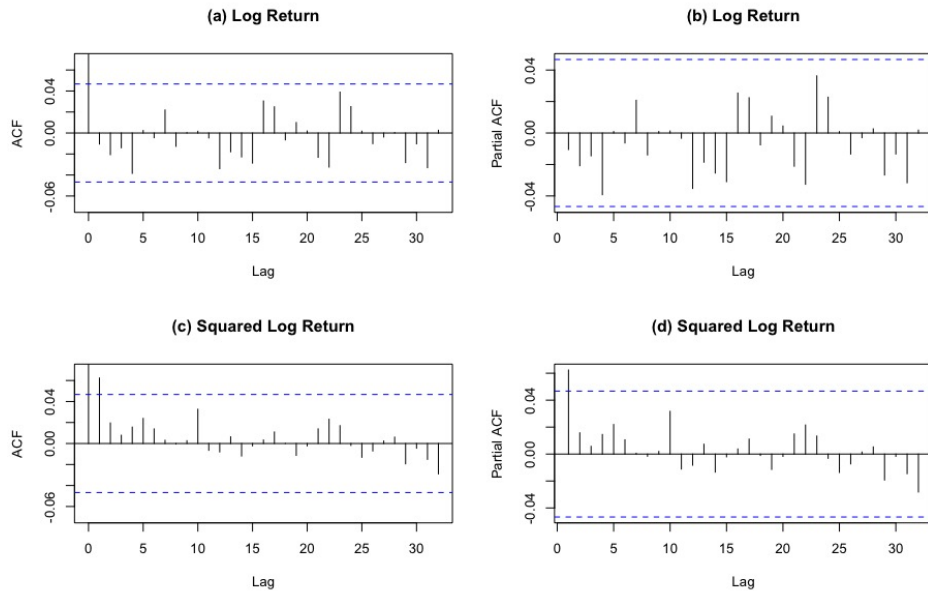 (a) Log Return
ACF
-0.06 0.00 0.04
0 5 10 15 20 25 30
Lag
(b) Log Return
Partial ACF
-0.04 0.00 0.04
0 5 10 15 20 25 30
Lag
(c) Squared Log Return
ACF
-0.06 0.00 0.04
0 5 10 15 20 25 30
Lag
(d) Squared Log Return
Partial ACF
-0.04 0.00 0.04
0 5 10 15 20 25 30
Lag